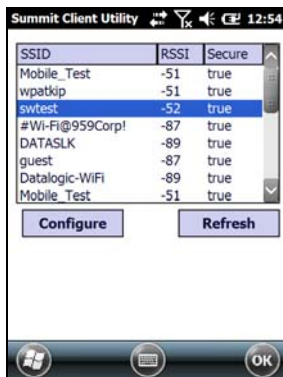 Summit Client Utility 12:54
SSID RSSI Secure
Mobile_Test -51 true
wpatkip -51 true
swtest -52 true
#Wi-Fi@959Corp! -87 true
DATASLK -89 true
guest -87 true
Datalogic-WiFi -89 true
Mobile_Test -51 true
Configure Refresh
OK